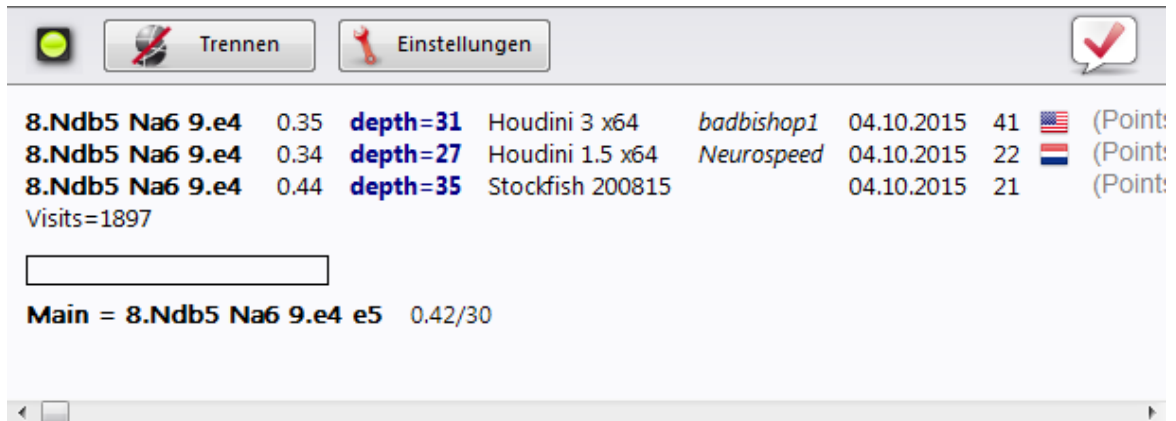 Trennen Einstellungen
8.Ndb5 Na6 9.e4 0.35 depth=31 Houdini 3 x64 badbishop1 04.10.2015 41 (Points
8.Ndb5 Na6 9.e4 0.34 depth=27 Houdini 1.5 x64 Neurospeed 04.10.2015 22 (Points
8.Ndb5 Na6 9.e4 0.44 depth=35 Stockfish 200815 04.10.2015 21 (Points
Visits=1897
Main = 8.Ndb5 Na6 9.e4 e5 0.42/30